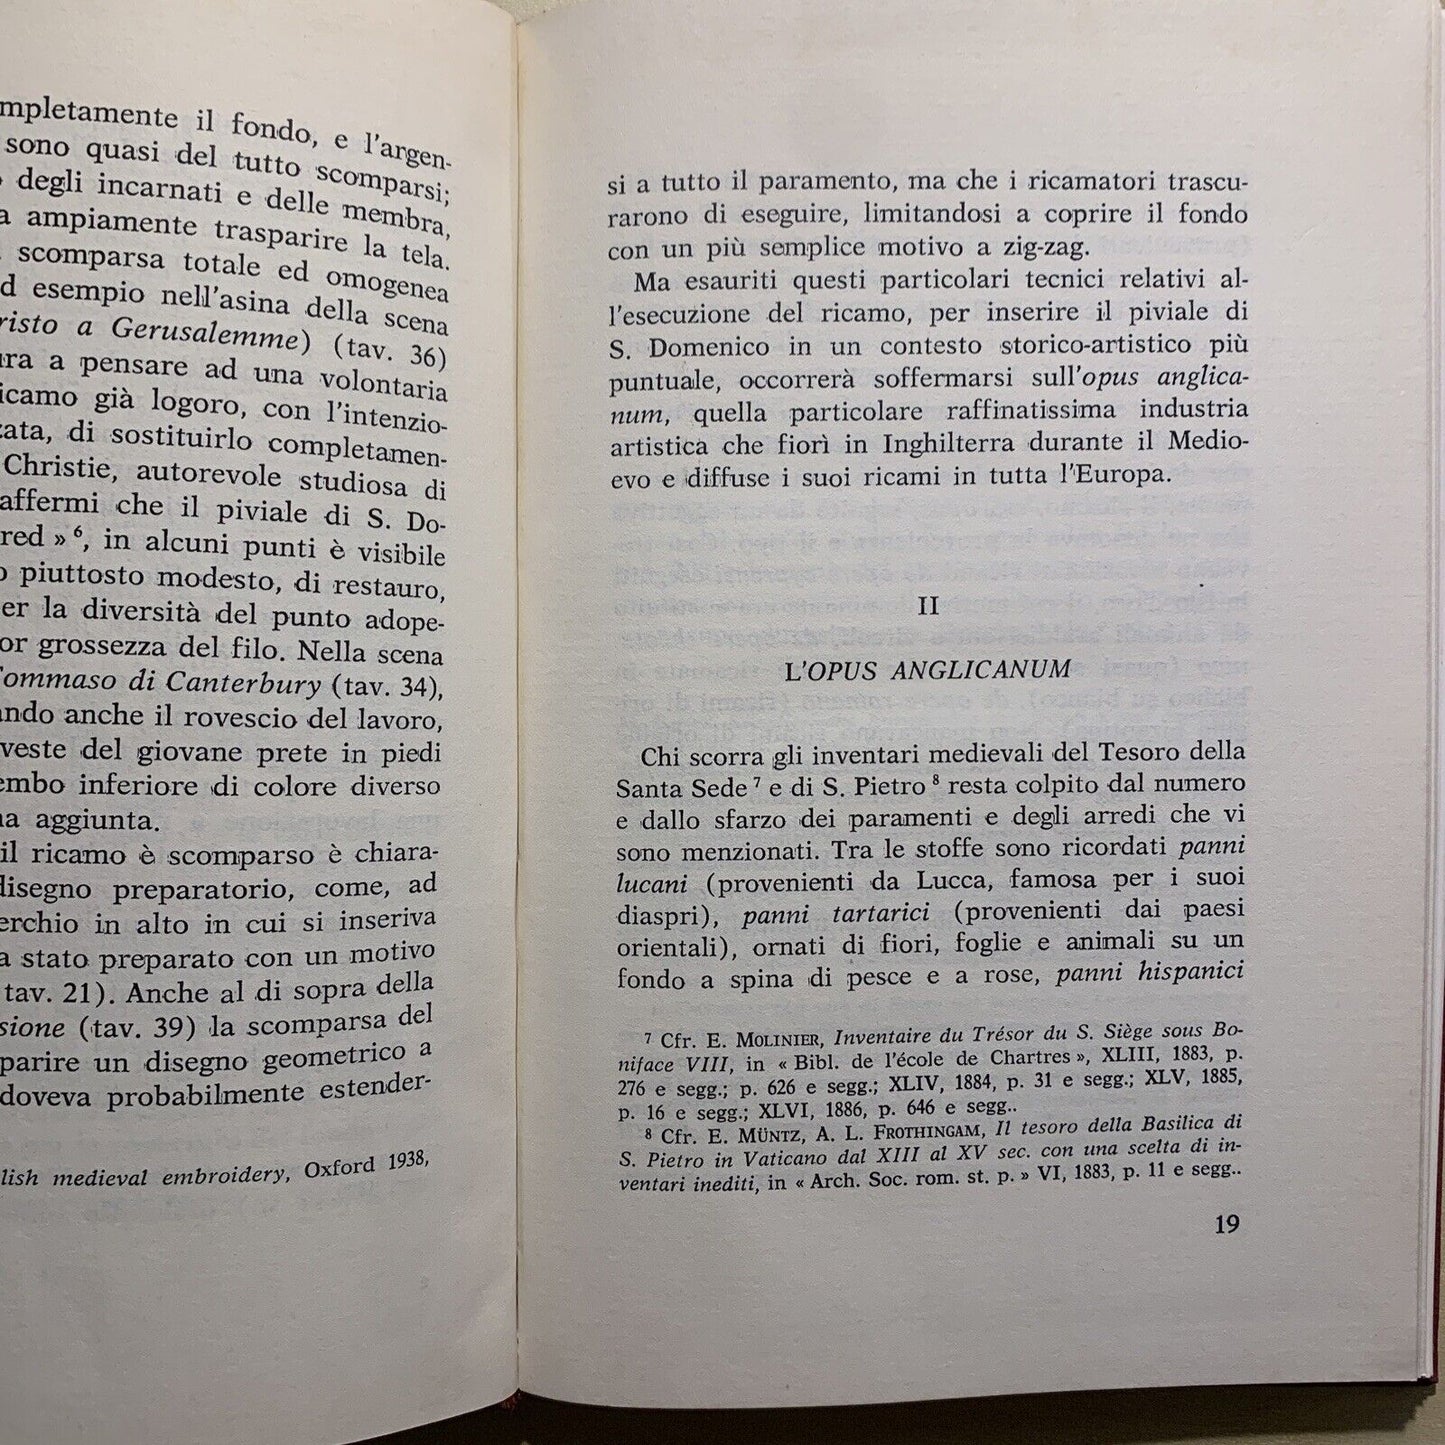 mpletamente il fondo, e l'argen-
sono quasi del tutto scomparsi;
degli incarnati e delle membra,
a ampiamente trasparire la tela.
scomparsa totale ed omogenea
d esempio nell'asina della scena
risto a Gerusalemme) (tav. 36)
ura a pensare ad una volontaria
icamo già logoro, con l'intenzio-
zata, di sostituirlo completamen-
Christie, autorevole studiosa di
affermi che il piviale di S. Do-
red » 6, in alcuni punti è visibile
o piuttosto modesto, di restauro,
er la diversità del punto adope-
or grossezza del filo. Nella scena
Tommaso di Canterbury (tav. 34),
ando anche il rovescio del lavoro,
veste del giovane prete in piedi
embo inferiore di colore diverso
na aggiunta.
il ricamo è scomparso è chiara-
disegno preparatorio, come, ad
erchio in alto in cui si inseriva
a stato preparato con un motivo
tav. 21). Anche al di sopra della
sione (tav. 39) la scomparsa del
parire un disegno geometrico a
doveva probabilmente estender-
lish medieval embroidery, Oxford 1938,
si a tutto il paramento, ma che i ricamatori trascu-
rarono di eseguire, limitandosi a coprire il fondo
con un più semplice motivo a zig-zag.
Ma esauriti questi particolari tecnici relativi al-
l'esecuzione del ricamo, per inserire il piviale di
S. Domenico in un contesto storico-artistico più
puntuale, occorrerà soffermarsi sull'opus anglica-
num, quella particolare raffinatissima industria
artistica che fiorì in Inghilterra durante il Medio-
evo e diffuse i suoi ricami in tutta l'Europa.
II
L'OPUS ANGLICANUM
Chi scorra gli inventari medievali del Tesoro della
Santa Sede 7 e di S. Pietro 8 resta colpito dal numero
e dallo sfarzo dei paramenti e degli arredi che vi
sono menzionati. Tra le stoffe sono ricordati panni
lucani (provenienti da Lucca, famosa per i suoi
diaspri), panni tartarici (provenienti dai paesi
orientali), ornati di fiori, foglie e animali su un
fondo a spina di pesce e a rose, panni hispanici
7 Cfr. E. MOLINIER, Inventaire du Trésor du S. Siège sous Bo-
niface VIII, in « Bibl. de l'école de Chartres », XLIII, 1883, p.
276 e segg.; p. 626 e segg.; XLIV, 1884, p. 31 e segg.; XLV, 1885,
p. 16 e segg.; XLVI, 1886, p. 646 e segg..
8 Cfr. E. MÜNTZ, A. L. FROTHINGAM, Il tesoro della Basilica di
S. Pietro in Vaticano dal XIII al XV sec. con una scelta di in-
ventari inediti, in « Arch. Soc. rom. st. p. » VI, 1883, p. 11 e segg..
19